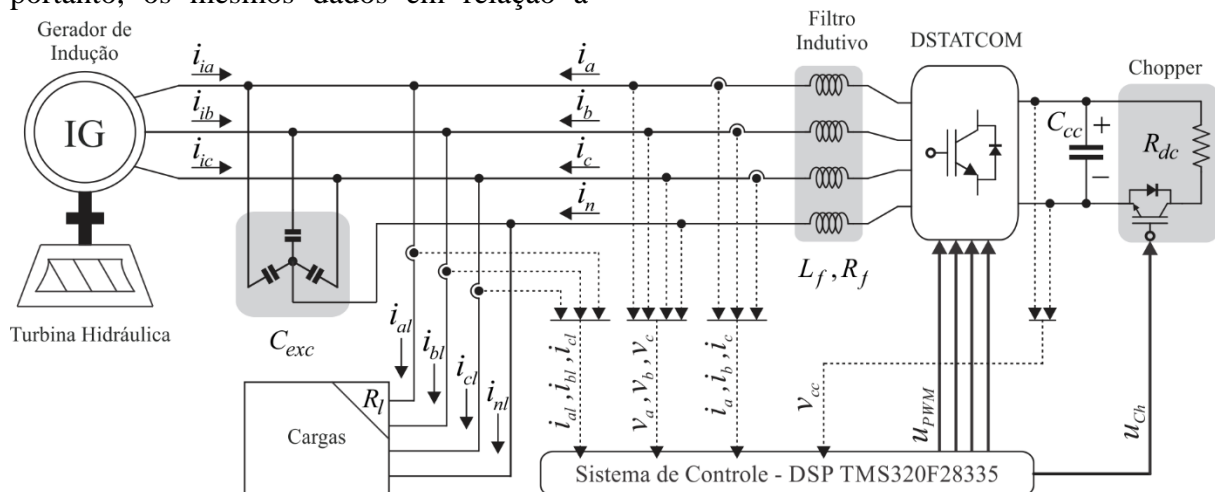 portanto, os mesmos dados em relação à
Gerador de
Indução
IG
Turbina Hidráulica
i_ia
i_ib
i_ic
C_exc
i_a
i_b
i_c
i_n
Filtro
Indutivo
L_f , R_f
DSTATCOM
C_cc
+
−
Chopper
R_dc
i_al
i_bl
i_cl
i_nl
R_l
Cargas
i_al , i_bl , i_cl
v_a , v_b , v_c
i_a , i_b , i_c
v_cc
u_PWM
u_Ch
Sistema de Controle - DSP TMS320F28335